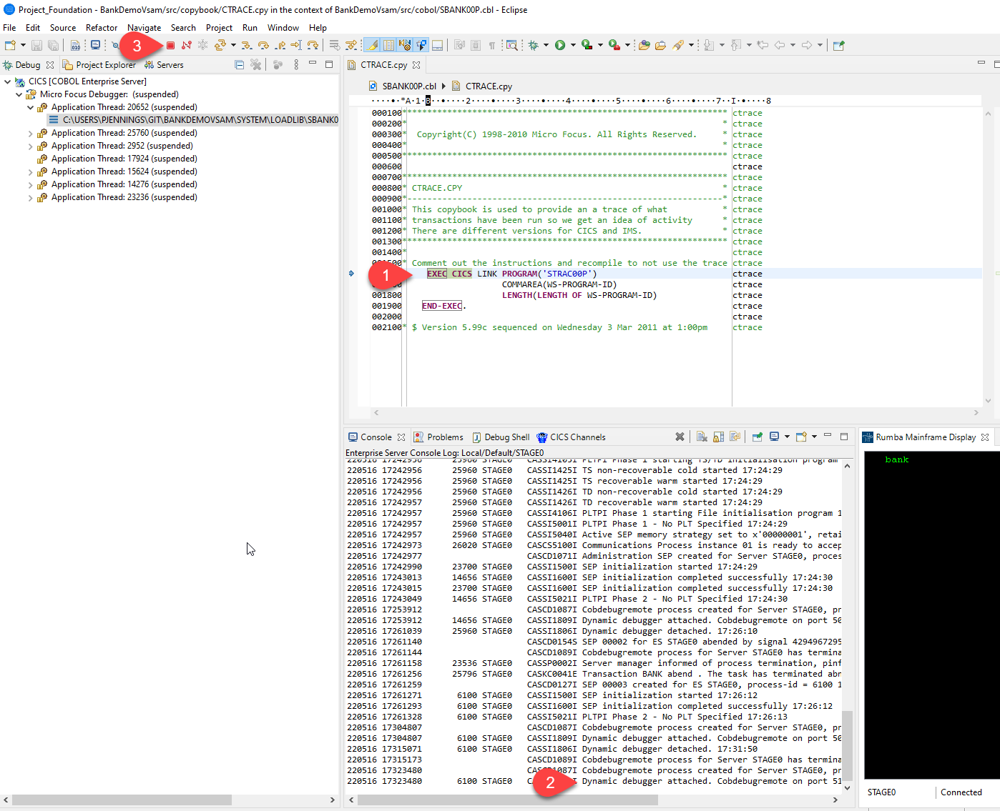 Project_Foundation - BankDemoVsam/src/copybook/CTRACE.cpy in the context of BankDemoVsam/src/cobol/SBANK00P.cbl - Eclipse
File Edit Source Refactor Navigate Search Project Run Window Help
3
Debug Project Explorer Servers
CICS [COBOL Enterprise Server]
Micro Focus Debugger: (suspended)
Application Thread: 20652 (suspended)
C:\USERS\PJENNINGS\GIT\BANKDEMOVSAM\SYSTEM\LOADLIB\SBANK0
Application Thread: 25760 (suspended)
Application Thread: 2952 (suspended)
Application Thread: 17924 (suspended)
Application Thread: 15624 (suspended)
Application Thread: 14276 (suspended)
Application Thread: 23236 (suspended)
CTRACE.cpy
SBANK00P.cbl CTRACE.cpy
····•·*A·1·B··•····2····•····3····•····4····•····5····•····6····•····7··I·•····8
000100***************************************************************** ctrace
000200* * ctrace
000300* Copyright(C) 1998-2010 Micro Focus. All Rights Reserved. * ctrace
000400* * ctrace
000500***************************************************************** ctrace
000600 ctrace
000700***************************************************************** ctrace
000800* CTRACE.CPY * ctrace
000900*---------------------------------------------------------------* ctrace
001000* This copybook is used to provide an a trace of what * ctrace
001100* transactions have been run so we get an idea of activity * ctrace
001200* There are different versions for CICS and IMS. * ctrace
001300***************************************************************** ctrace
001400* ctrace
Comment out the instructions and recompile to not use the trace ctrace
1 EXEC CICS LINK PROGRAM('STRAC00P') ctrace
COMMAREA(WS-PROGRAM-ID) ctrace
001800 LENGTH(LENGTH OF WS-PROGRAM-ID) ctrace
001900 END-EXEC. ctrace
002000 ctrace
002100* $ Version 5.99c sequenced on Wednesday 3 Mar 2011 at 1:00pm ctrace
Console Problems Debug Shell CICS Channels
Enterprise Server Console Log: Local/Default/STAGE0
220516 17242956 25960 STAGE0 CASSI4105I PLTPI Phase 1 starting TS/TD initialisation program
220516 17242956 25960 STAGE0 CASSI1425I TS non-recoverable cold started 17:24:29
220516 17242956 25960 STAGE0 CASSI1425I TS recoverable warm started 17:24:29
220516 17242956 25960 STAGE0 CASSI1426I TD non-recoverable cold started 17:24:29
220516 17242957 25960 STAGE0 CASSI1426I TD recoverable warm started 17:24:29
220516 17242957 25960 STAGE0 CASSI4106I PLTPI Phase 1 starting File initialisation program 1
220516 17242957 25960 STAGE0 CASSI5001I PLTPI Phase 1 - No PLT Specified 17:24:29
220516 17242957 25960 STAGE0 CASSI5040I Active SEP memory strategy set to x'00000001', retai
220516 17242973 26020 STAGE0 CASCS5100I Communications Process instance 01 is ready to accep
220516 17242977 CASCD1071I Administration SEP created for Server STAGE0, proces
220516 17242990 23700 STAGE0 CASSI1500I SEP initialization started 17:24:29
220516 17243013 14656 STAGE0 CASSI1600I SEP initialization completed successfully 17:24:30
220516 17243015 23700 STAGE0 CASSI1600I SEP initialization completed successfully 17:24:30
220516 17243049 14656 STAGE0 CASSI5021I PLTPI Phase 2 - No PLT Specified 17:24:30
220516 17253912 CASCD1087I Cobdebugremote process created for Server STAGE0, pr
220516 17253912 14656 STAGE0 CASSI1809I Dynamic debugger attached. Cobdebugremote on port 50
220516 17261039 25960 STAGE0 CASSI1806I Dynamic debugger detached. 17:26:10
220516 17261140 CASCD0154S SEP 00002 for ES STAGE0 abended by signal 4294967295
220516 17261144 CASCD1089I Cobdebugremote process for Server STAGE0 has termina
220516 17261158 23536 STAGE0 CASSP0002I Server manager informed of process termination, pinf
220516 17261256 25796 STAGE0 CASKC0041E Transaction BANK abend . The task has terminated abn
220516 17261259 CASCD0127I SEP 00003 created for ES STAGE0, process-id = 6100 1
220516 17261271 6100 STAGE0 CASSI1500I SEP initialization started 17:26:12
220516 17261293 6100 STAGE0 CASSI1600I SEP initialization completed successfully 17:26:12
220516 17261328 6100 STAGE0 CASSI5021I PLTPI Phase 2 - No PLT Specified 17:26:13
220516 17304807 CASCD1087I Cobdebugremote process created for Server STAGE0, pr
220516 17304807 6100 STAGE0 CASSI1809I Dynamic debugger attached. Cobdebugremote on port 50
220516 17315071 6100 STAGE0 CASSI1806I Dynamic debugger detached. 17:31:50
220516 17315173 CASCD1089I Cobdebugremote process for Server STAGE0 has termina
220516 17323480 Cobdebugremote process created for Server STAGE0, pr
220516 17323480 6100 STAGE0 2 Dynamic debugger attached. Cobdebugremote on port 51
Rumba Mainframe Display
bank
STAGE0 Connected